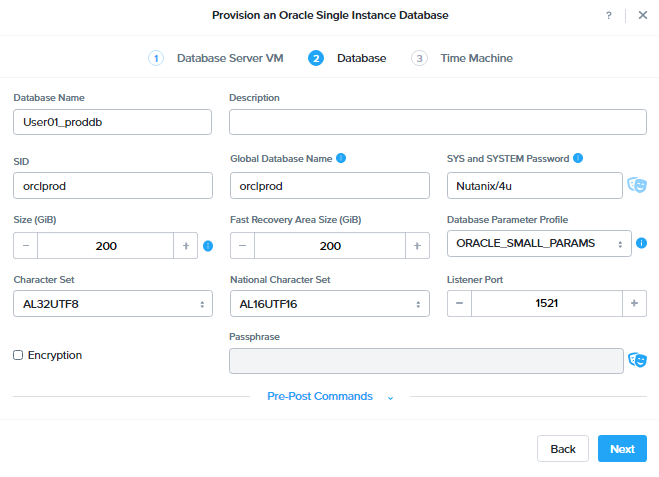 Provision an Oracle Single Instance Database
?
1 Database Server VM 2 Database 3 Time Machine
Database Name Description
User01_proddb
SID Global Database Name SYS and SYSTEM Password
orclprod orclprod Nutanix/4u
Size (GiB) Fast Recovery Area Size (GiB) Database Parameter Profile
− 200 + − 200 + ORACLE_SMALL_PARAMS
Character Set National Character Set Listener Port
AL32UTF8 AL16UTF16 − 1521 +
Passphrase
Encryption
Pre-Post Commands
Back Next